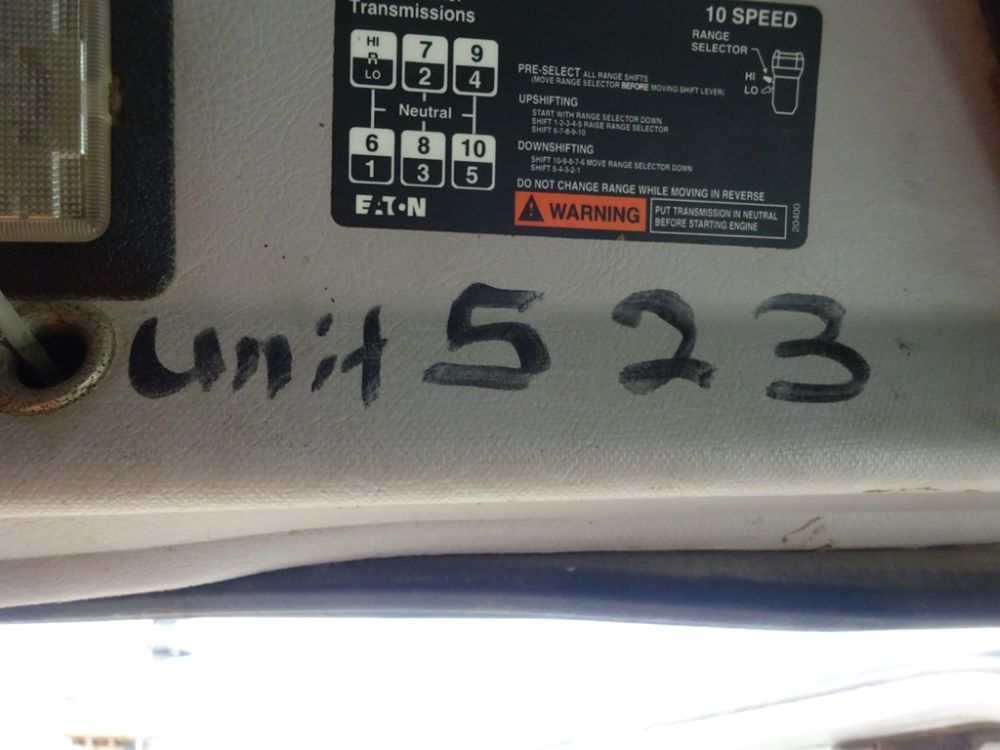 Transmissions
10 SPEED
RANGE
SELECTOR
HI
LO
HI
R
LO
7
2
9
4
Neutral
6
1
8
3
10
5
PRE-SELECT ALL RANGE SHIFTS
(MOVE RANGE SELECTOR BEFORE MOVING SHIFT LEVER)
UPSHIFTING
START WITH RANGE SELECTOR DOWN
SHIFT 1-2-3-4-5 RAISE RANGE SELECTOR
SHIFT 6-7-8-9-10
DOWNSHIFTING
SHIFT 10-9-8-7-6 MOVE RANGE SELECTOR DOWN
SHIFT 5-4-3-2-1
DO NOT CHANGE RANGE WHILE MOVING IN REVERSE
EATON
WARNING
PUT TRANSMISSION IN NEUTRAL
BEFORE STARTING ENGINE
20400
unit 523